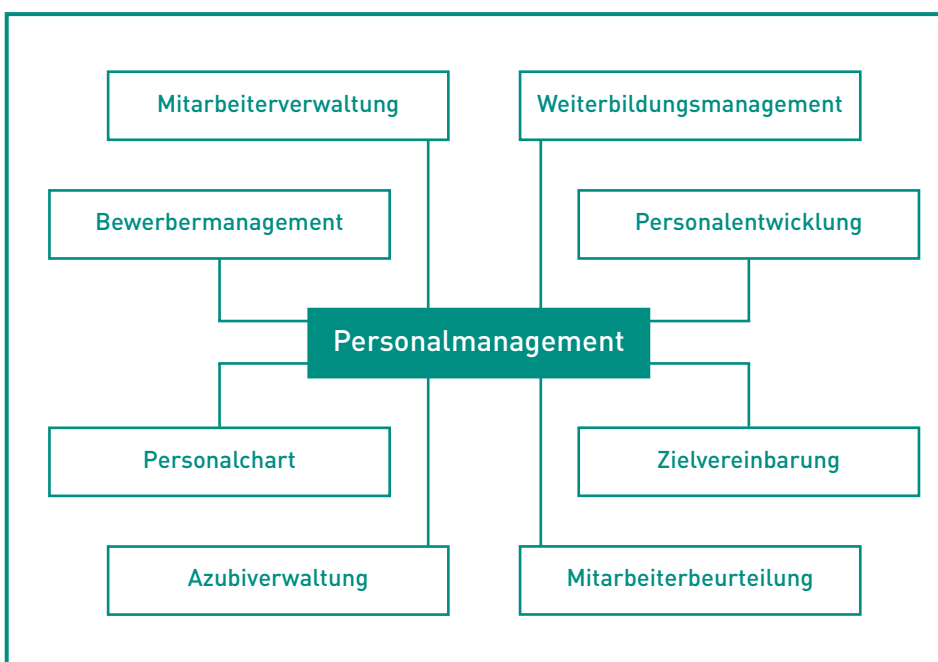 Mitarbeiterverwaltung
Weiterbildungsmanagement
Bewerbermanagement
Personalentwicklung
Personalmanagement
Personalchart
Zielvereinbarung
Azubiverwaltung
Mitarbeiterbeurteilung